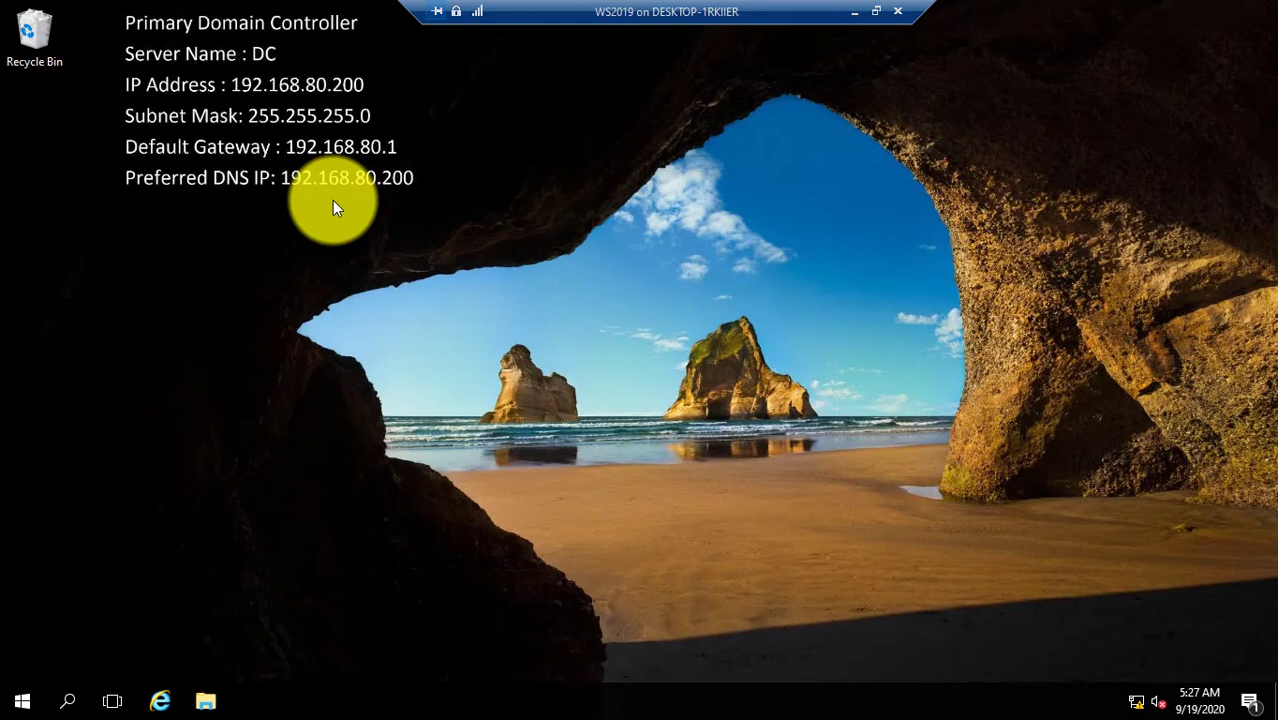 WS2019 on DESKTOP-1RKIIER
Primary Domain Controller
Server Name : DC
IP Address : 192.168.80.200
Subnet Mask: 255.255.255.0
Default Gateway : 192.168.80.1
Preferred DNS IP: 192.168.80.200
Recycle Bin
5:27 AM
9/19/2020
1